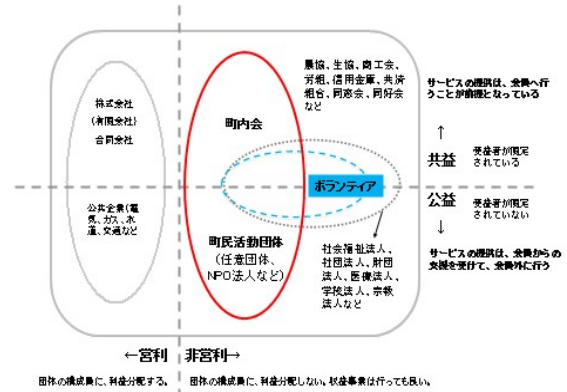 農協、生協、商工会、
労組、信用金庫、共済
組合、同窓会、同好会
など
サービスの提供は、会員へ行
うことが前提となっている
株式会社
(有限会社)
合同会社
町内会
↑
共益
受益者が限定
されている
ボランティア
公益
受益者が限定
されていない
↓
公共企業(電
気、ガス、水
道、交通など
町民活動団体
(任意団体、
NPO法人など)
社会福祉法人、
社団法人、財団
法人、医療法人、
学校法人、宗教
法人など
サービスの提供は、会員からの
支援を受けて、会員外に行う
←営利
非営利→
団体の構成員に、利益分配する。
団体の構成員に、利益分配しない。収益事業は行っても良い。